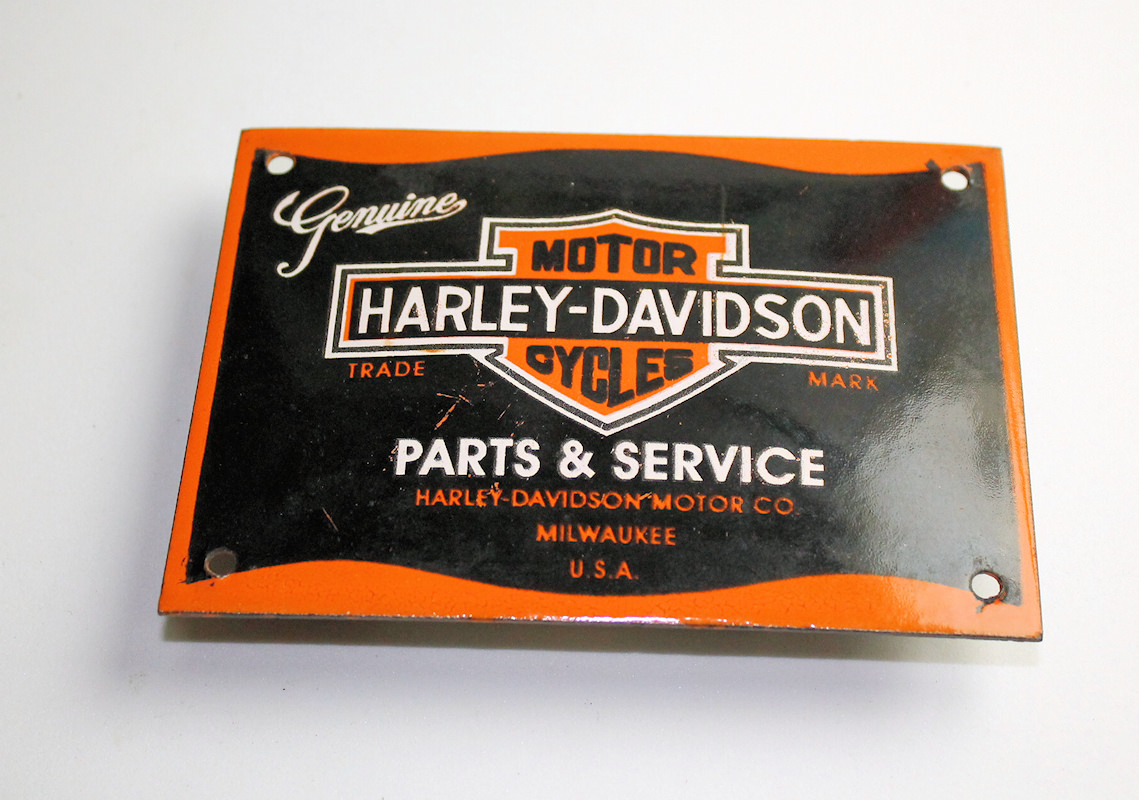 Genuine
MOTOR
HARLEY-DAVIDSON
CYCLES
TRADE MARK
PARTS & SERVICE
HARLEY-DAVIDSON MOTOR CO.
MILWAUKEE
U.S.A.